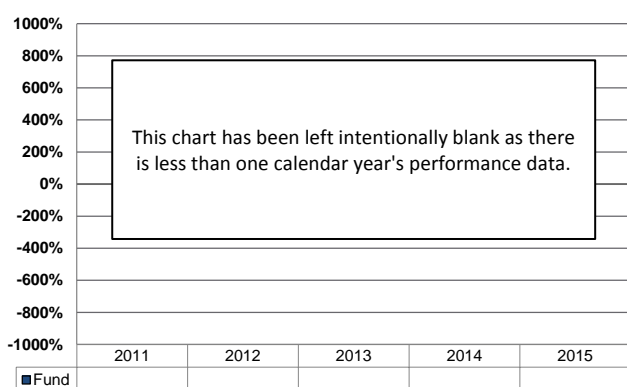 1000%
800%
600%
400%
200%
0%
-200%
-400%
-600%
-800%
-1000%
This chart has been left intentionally blank as there
is less than one calendar year's performance data.
2011 2012 2013 2014 2015
Fund